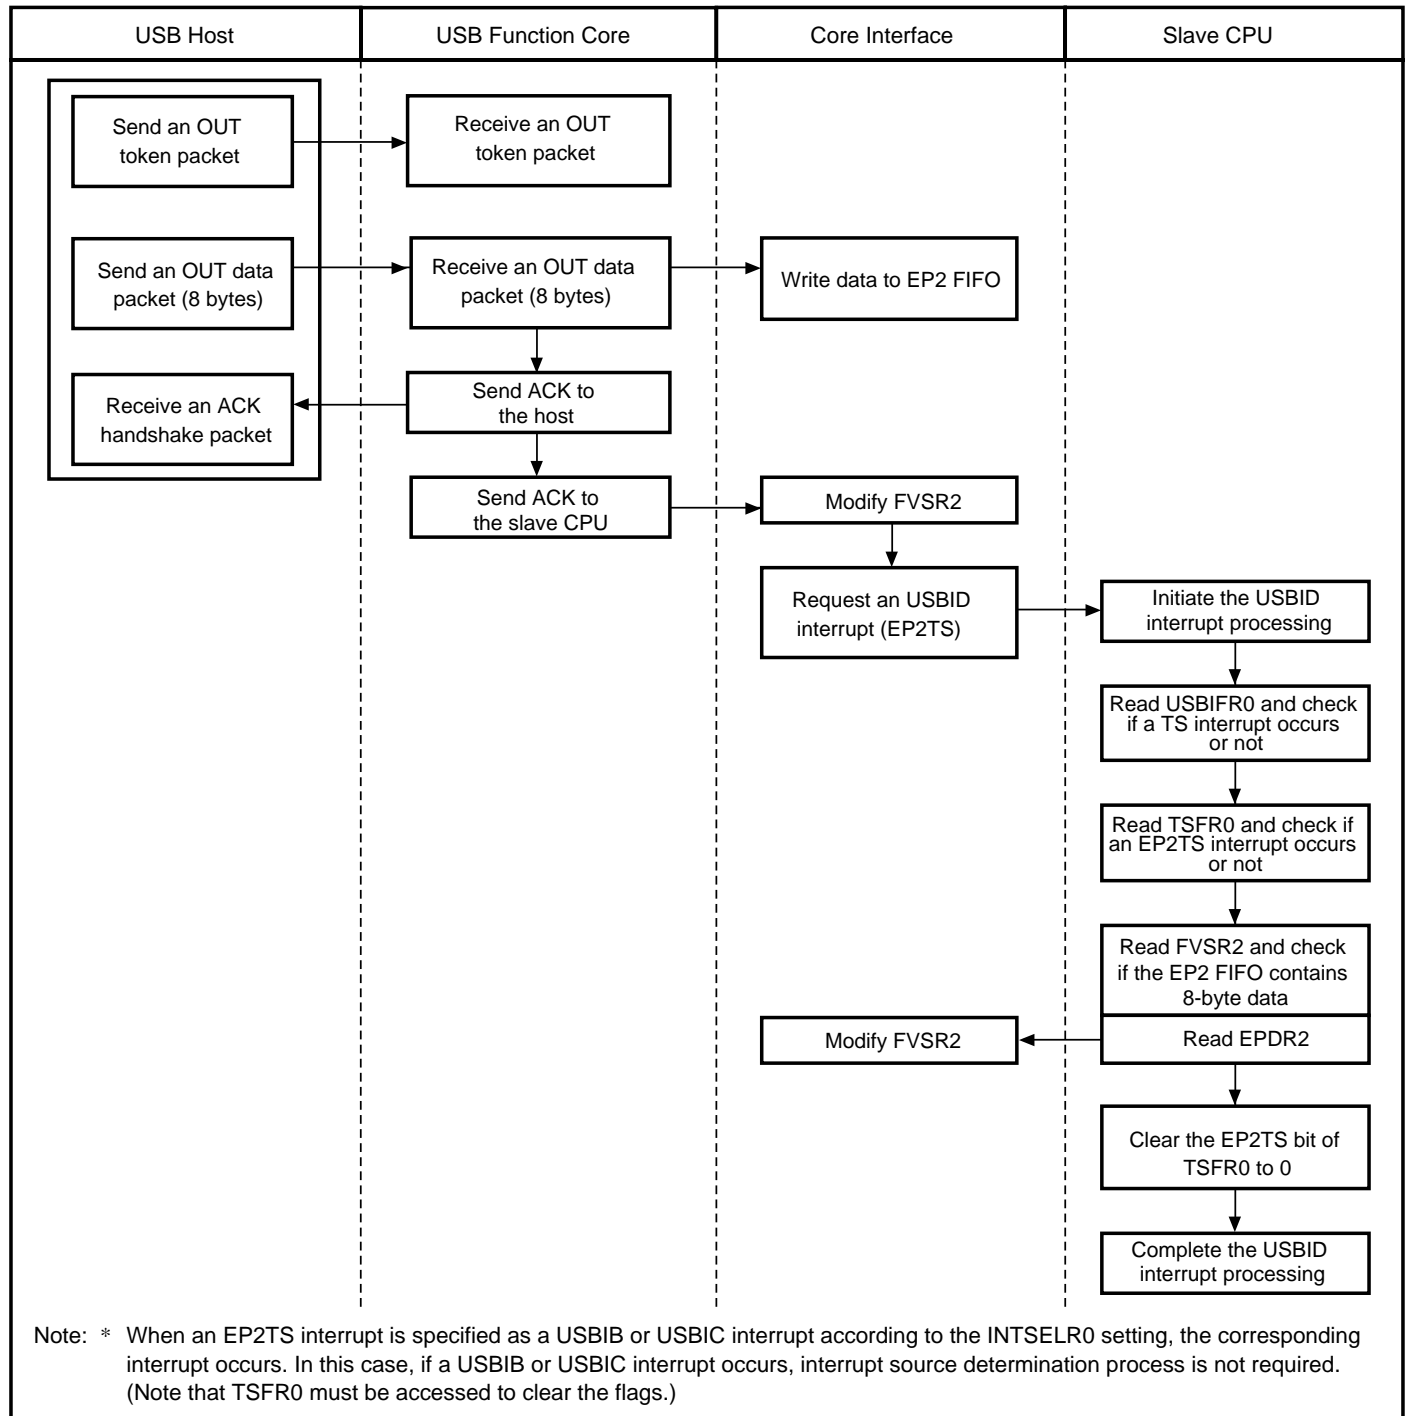 USB Host
USB Function Core
Core Interface
Slave CPU
Send an OUT
token packet
Receive an OUT
token packet
Send an OUT data
packet (8 bytes)
Receive an OUT data
packet (8 bytes)
Write data to EP2 FIFO
Receive an ACK
handshake packet
Send ACK to
the host
Send ACK to
the slave CPU
Modify FVSR2
Request an USBID
interrupt (EP2TS)
Initiate the USBID
interrupt processing
Read USBIFR0 and check
if a TS interrupt occurs
or not
Read TSFR0 and check if
an EP2TS interrupt occurs
or not
Read FVSR2 and check
if the EP2 FIFO contains
8-byte data
Modify FVSR2
Read EPDR2
Clear the EP2TS bit of
TSFR0 to 0
Complete the USBID
interrupt processing
Note: * When an EP2TS interrupt is specified as a USBIB or USBIC interrupt according to the INTSELR0 setting, the corresponding
interrupt occurs. In this case, if a USBIB or USBIC interrupt occurs, interrupt source determination process is not required.
(Note that TSFR0 must be accessed to clear the flags.)